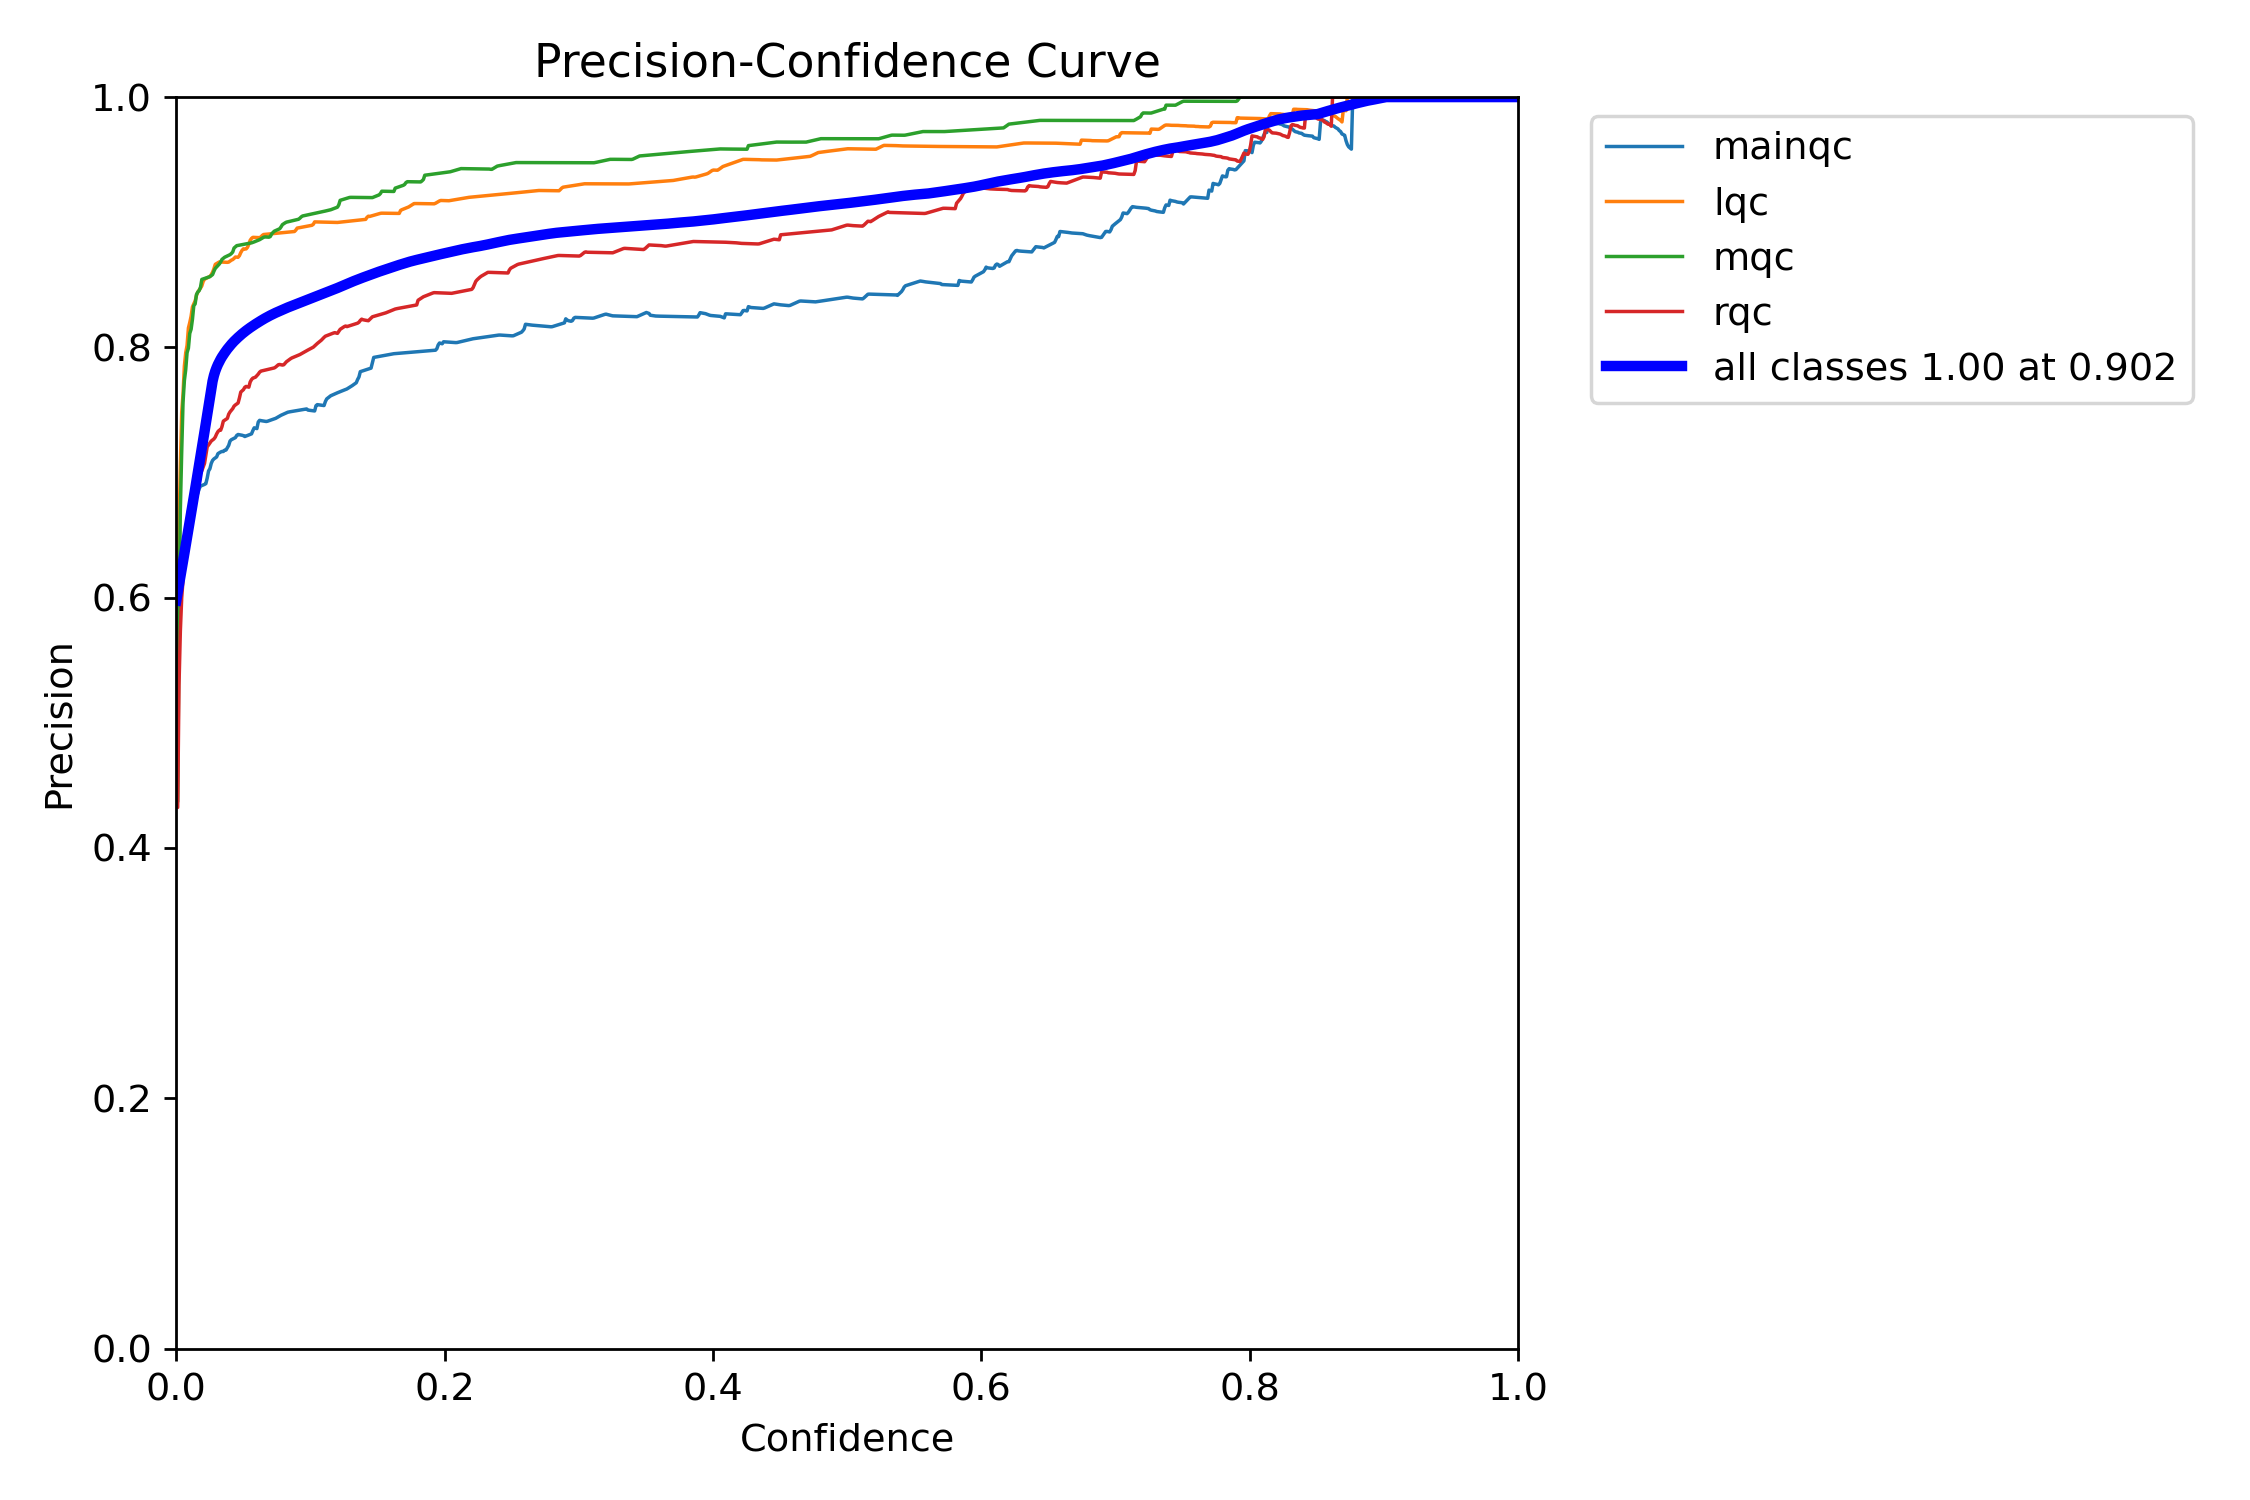 Precision-Confidence Curve
1.0
0.8
0.6
0.4
0.2
0.0
Precision
0.0 0.2 0.4 0.6 0.8 1.0
Confidence
mainqc
lqc
mqc
rqc
all classes 1.00 at 0.902